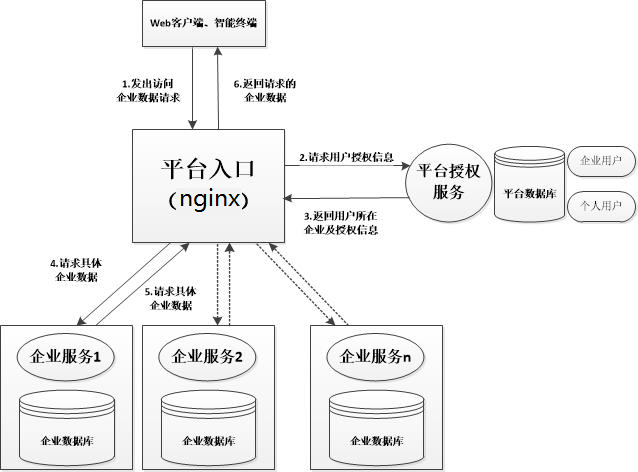 Web客户端、智能终端
1.发出访问
企业数据请求
6.返回请求的
企业数据
平台入口
(nginx)
2.请求用户授权信息
3.返回用户所在
企业及授权信息
平台授权
服务
平台数据库
企业用户
个人用户
4.请求具体
企业数据
5.请求具体
企业数据
企业服务1
企业数据库
企业服务2
企业数据库
企业服务n
企业数据库